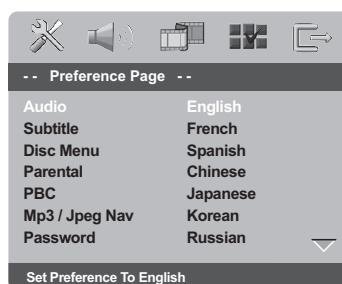 -- Preference Page --
Audio English
Subtitle French
Disc Menu Spanish
Parental Chinese
PBC Japanese
Mp3 / Jpeg Nav Korean
Password Russian
Set Preference To English